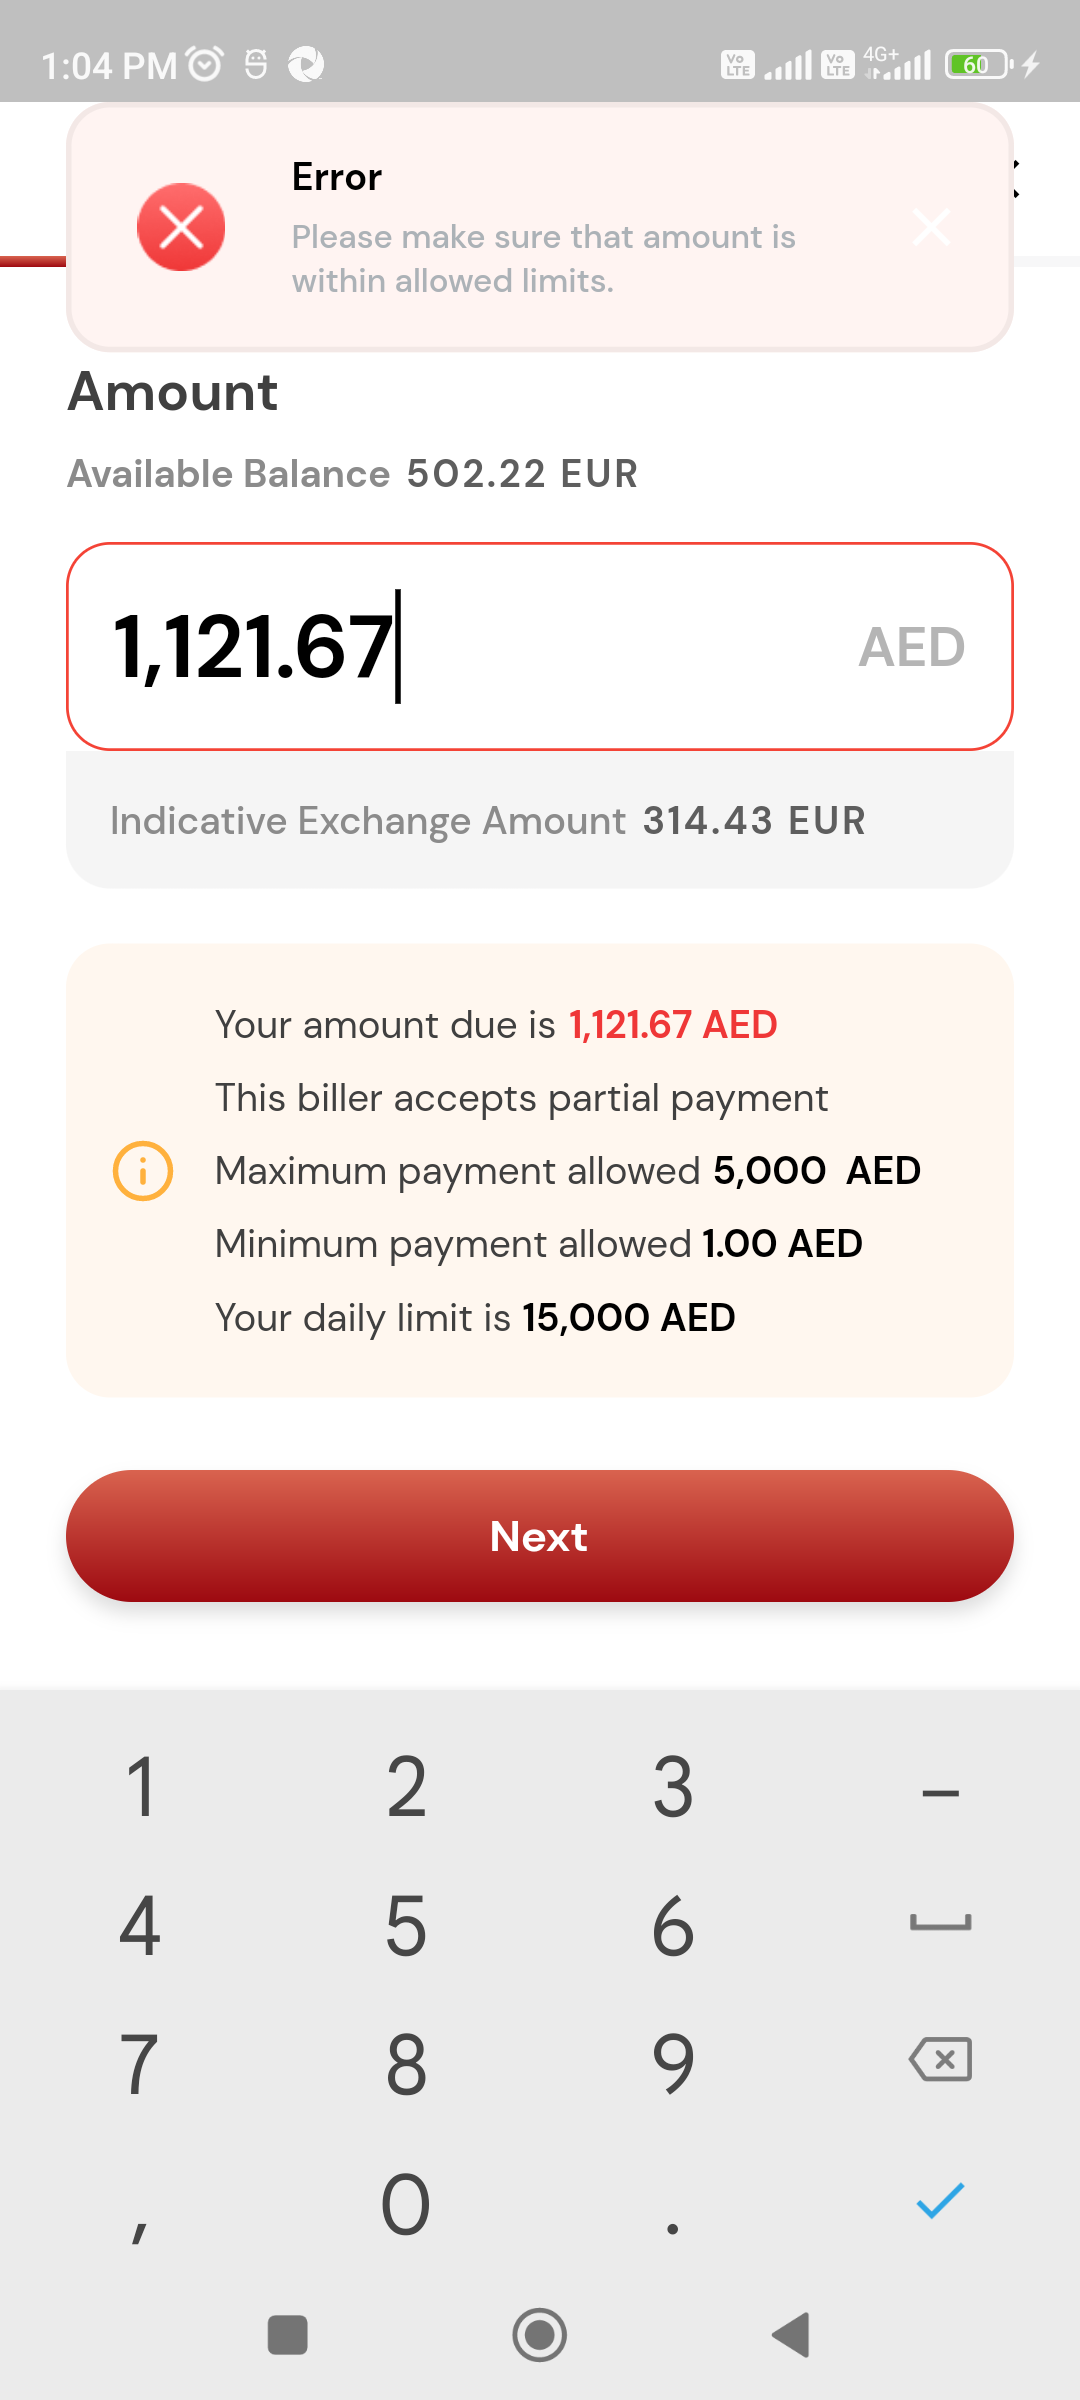 1:04 PM
Vo LTE
Vo LTE
4G+
60
Error
Please make sure that amount is
within allowed limits.
Amount
Available Balance 502.22 EUR
1,121.67
AED
Indicative Exchange Amount 314.43 EUR
Your amount due is 1,121.67 AED
This biller accepts partial payment
Maximum payment allowed 5,000 AED
Minimum payment allowed 1.00 AED
Your daily limit is 15,000 AED
Next
1 2 3 –
4 5 6
7 8 9
, 0 .